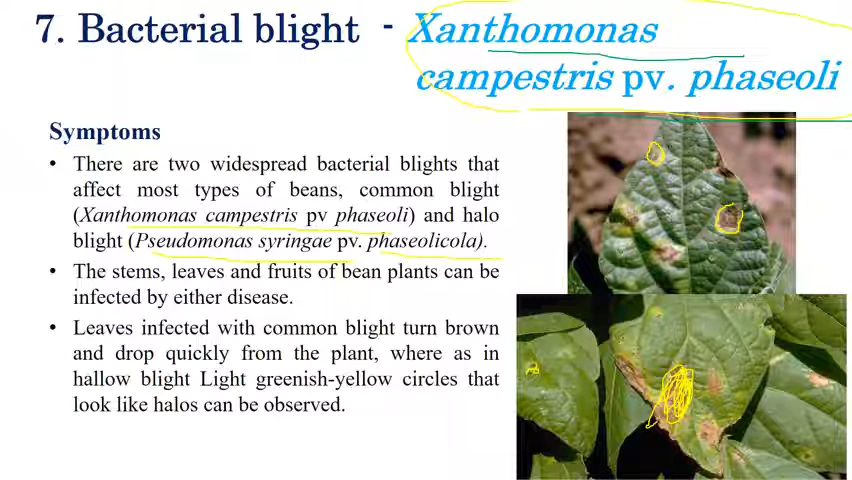 7. Bacterial blight - Xanthomonas
campestris pv. phaseoli
Symptoms
• There are two widespread bacterial blights that
affect most types of beans, common blight
(Xanthomonas campestris pv phaseoli) and halo
blight (Pseudomonas syringae pv. phaseolicola).
• The stems, leaves and fruits of bean plants can be
infected by either disease.
• Leaves infected with common blight turn brown
and drop quickly from the plant, where as in
hallow blight Light greenish-yellow circles that
look like halos can be observed.